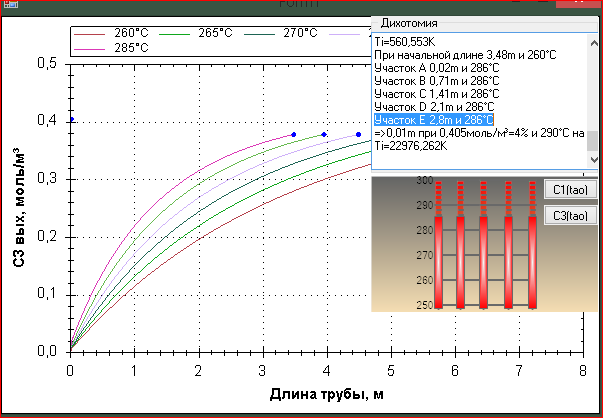 Дихотомия
260°C 265°C 270°C
285°C
Ti=560,553K
При начальной длине 3,48m и 260°C
Участок A 0,02m и 286°C
Участок B 0,71m и 286°C
Участок C 1,41m и 286°C
Участок D 2,1m и 286°C
Участок E 2,8m и 286°C
=>0,01m при 0,405моль/м³=4% и 290°C на
Ti=22976,262K
C3 вых, моль/м³
0,5
0,4
0,3
0,2
0,1
0,0
0 1 2 3 4 5 6 7 8
Длина трубы, м
300
290
280
270
260
250
C1(tao)
C3(tao)